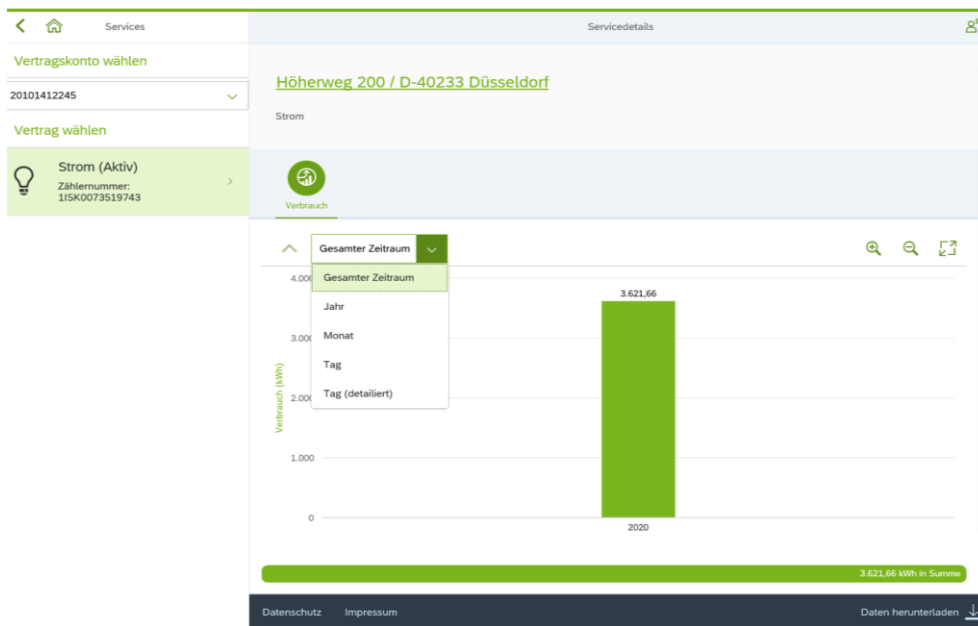 Services
Servicedetails
Vertragskonto wählen
20101412245
Vertrag wählen
Strom (Aktiv)
Zählernummer:
1ISK0073519743
Höherweg 200 / D-40233 Düsseldorf
Strom
Verbrauch
Gesamter Zeitraum
Gesamter Zeitraum
Jahr
Monat
Tag
Tag (detailiert)
Verbrauch (kWh)
4.000
3.000
2.000
1.000
0
3.621,66
2020
3.621,66 kWh in Summe
Datenschutz Impressum Daten herunterladen